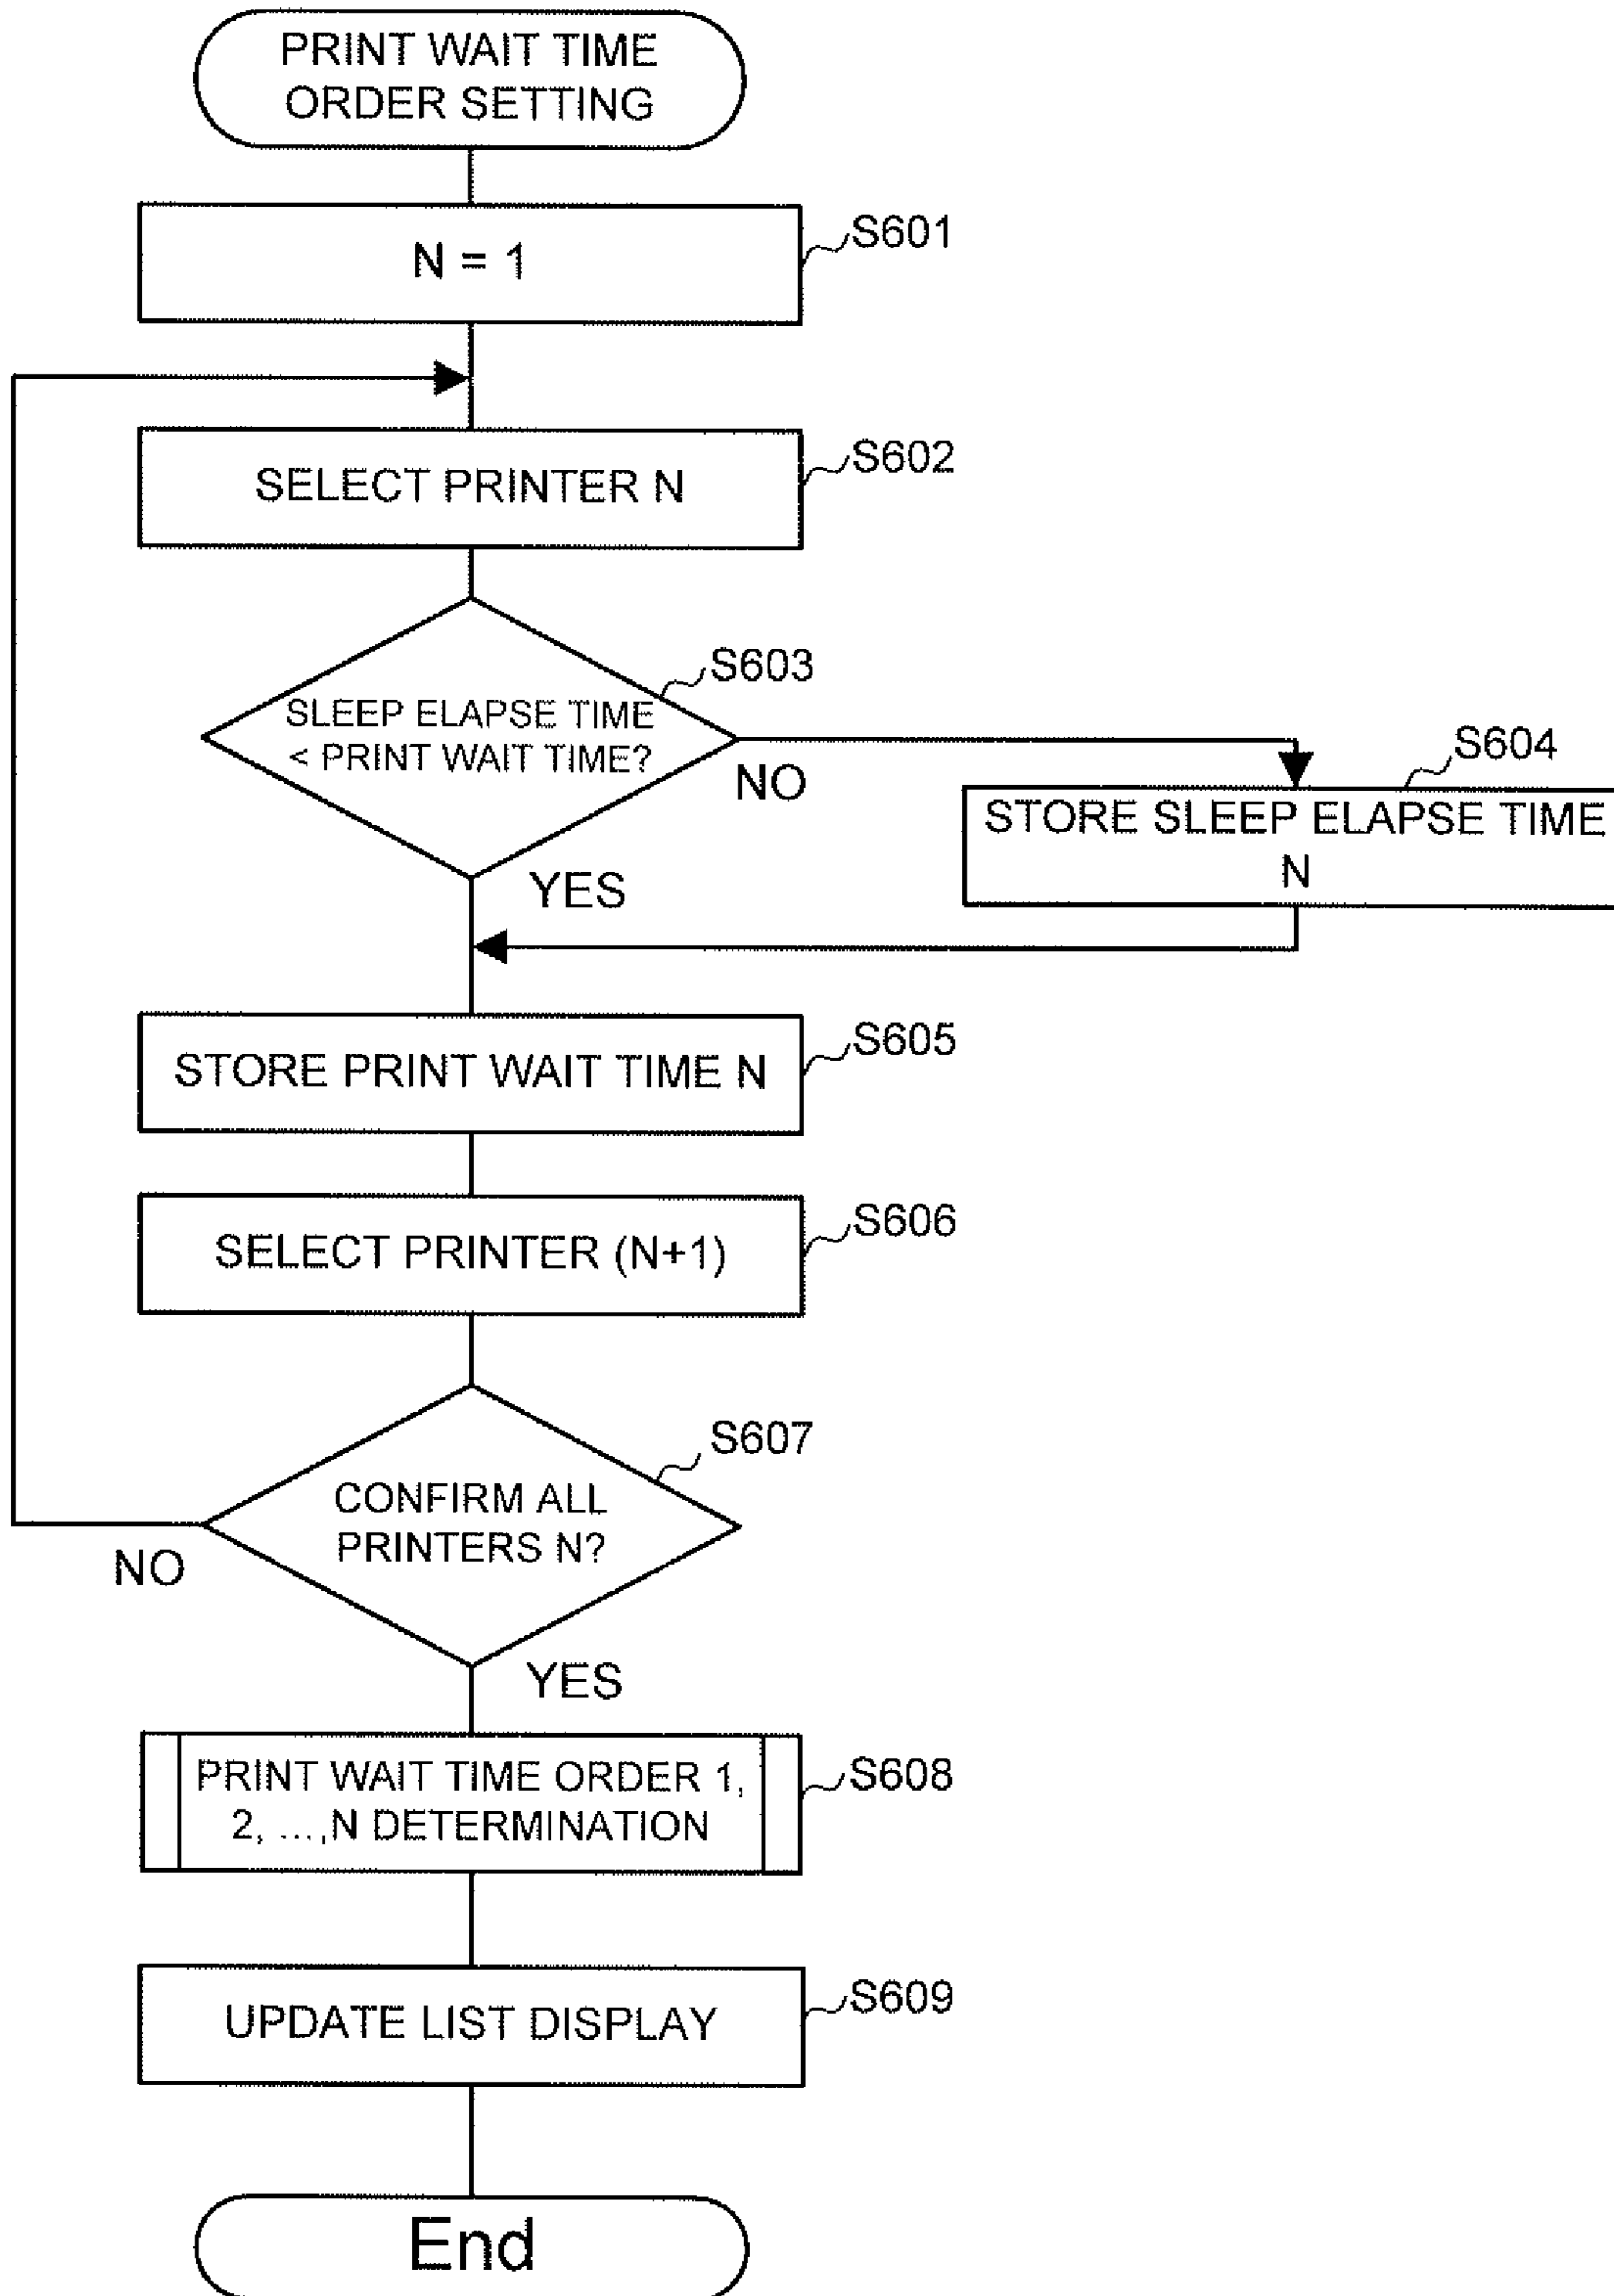 PRINT WAIT TIME
ORDER SETTING
N = 1
S601
SELECT PRINTER N
S602
SLEEP ELAPSE TIME
< PRINT WAIT TIME?
S603
NO
YES
STORE SLEEP ELAPSE TIME
N
S604
STORE PRINT WAIT TIME N
S605
SELECT PRINTER (N+1)
S606
CONFIRM ALL
PRINTERS N?
S607
NO
YES
PRINT WAIT TIME ORDER 1,
2, ...,N DETERMINATION
S608
UPDATE LIST DISPLAY
S609
End